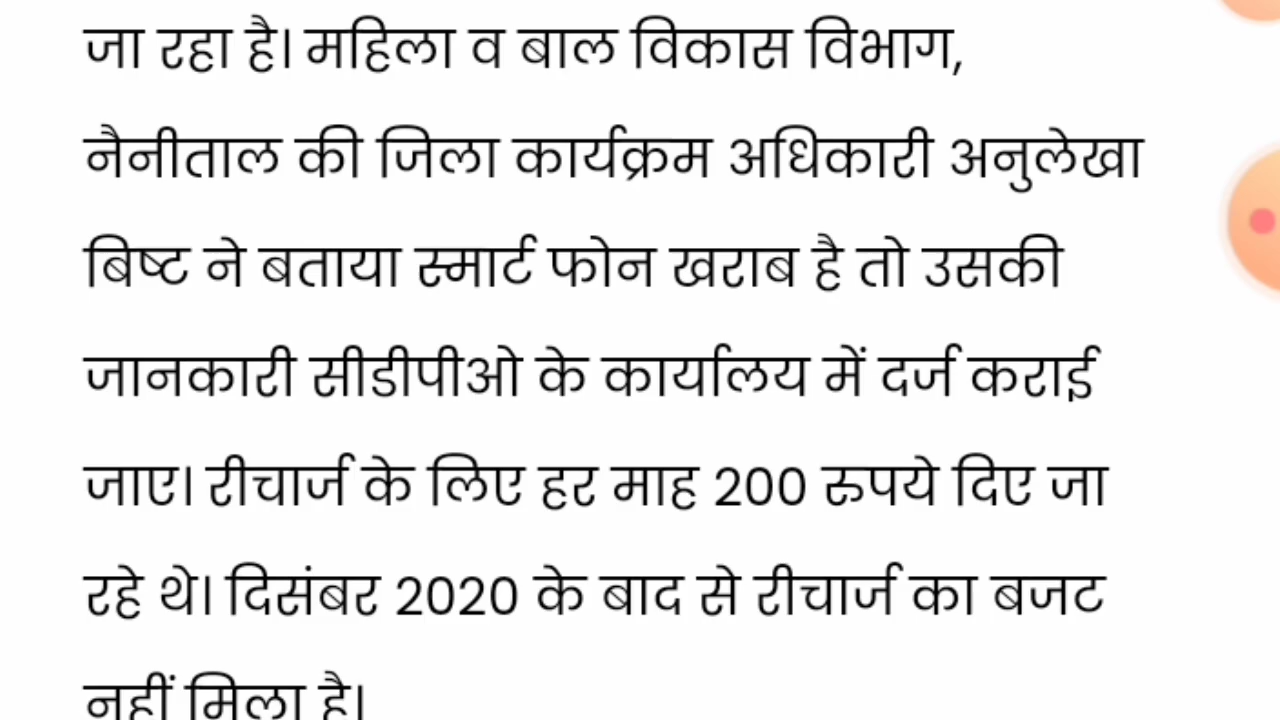 जा रहा है। महिला व बाल विकास विभाग,
नैनीताल की जिला कार्यक्रम अधिकारी अनुलेखा
बिष्ट ने बताया स्मार्ट फोन खराब है तो उसकी
जानकारी सीडीपीओ के कार्यालय में दर्ज कराई
जाए। रीचार्ज के लिए हर माह 200 रुपये दिए जा
रहे थे। दिसंबर 2020 के बाद से रीचार्ज का बजट
नहीं मिला है।